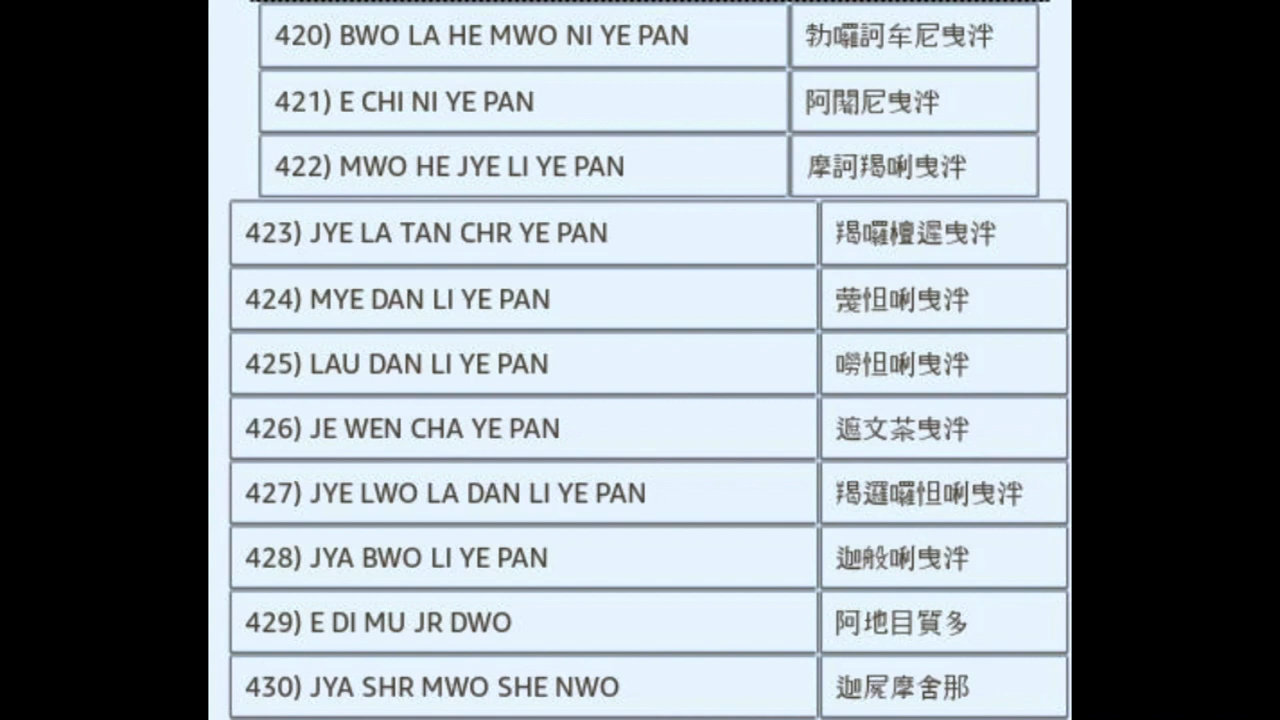 420) BWO LA HE MWO NI YE PAN 勃囉訶牟尼曳泮
421) E CHI NI YE PAN 阿闍尼曳泮
422) MWO HE JYE LI YE PAN 摩訶羯唎曳泮
423) JYE LA TAN CHR YE PAN 羯囉檀遲曳泮
424) MYE DAN LI YE PAN 蔑怛唎曳泮
425) LAU DAN LI YE PAN 嘮怛唎曳泮
426) JE WEN CHA YE PAN 遮文茶曳泮
427) JYE LWO LA DAN LI YE PAN 羯邏囉怛唎曳泮
428) JYA BWO LI YE PAN 迦般唎曳泮
429) E DI MU JR DWO 阿地目質多
430) JYA SHR MWO SHE NWO 迦尸摩舍那